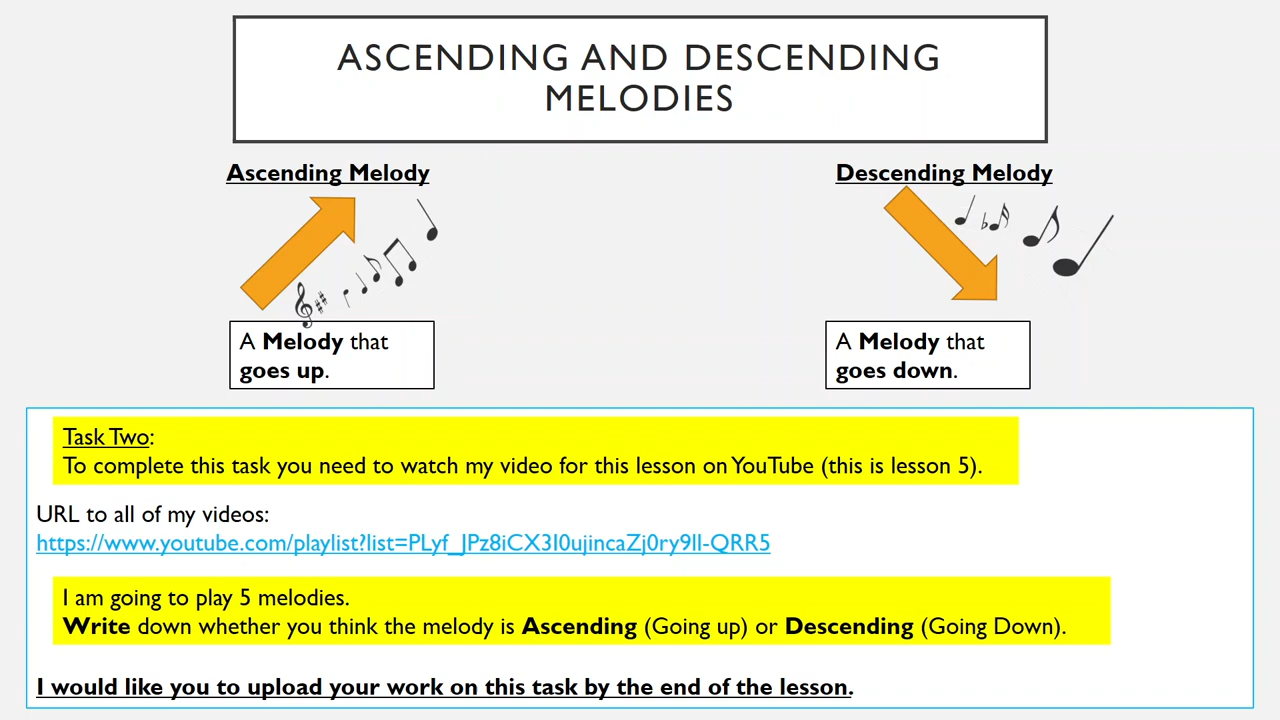 ASCENDING AND DESCENDING
MELODIES
Ascending Melody
A Melody that
goes up.
Descending Melody
A Melody that
goes down.
Task Two:
To complete this task you need to watch my video for this lesson on YouTube (this is lesson 5).
URL to all of my videos:
https://www.youtube.com/playlist?list=PLyf_JPz8iCX3I0ujincaZj0ry9lI-QRR5
I am going to play 5 melodies.
Write down whether you think the melody is Ascending (Going up) or Descending (Going Down).
I would like you to upload your work on this task by the end of the lesson.